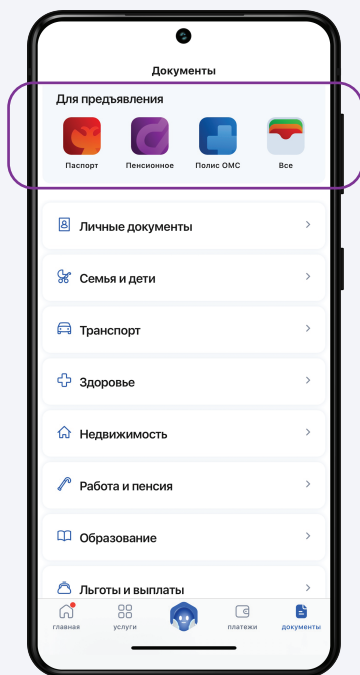 Документы
Для предъявления
Паспорт Пенсионное Полис ОМС Все
Личные документы
Семья и дети
Транспорт
Здоровье
Недвижимость
Работа и пенсия
Образование
Льготы и выплаты
главная услуги платежи документы